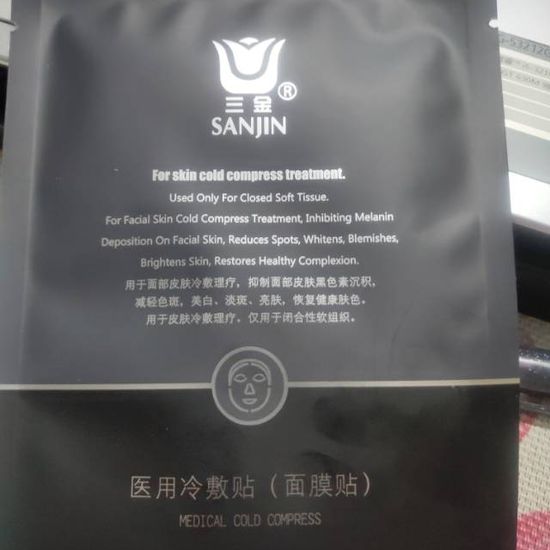 三金®
SANJIN
For skin cold compress treatment.
Used Only For Closed Soft Tissue.
For Facial Skin Cold Compress Treatment, Inhibiting Melanin
Deposition On Facial Skin, Reduces Spots, Whitens, Blemishes,
Brightens Skin, Restores Healthy Complexion.
用于面部皮肤冷敷理疗，抑制面部皮肤黑色素沉积，
减轻色斑，美白、淡斑、亮肤，恢复健康肤色。
用于皮肤冷敷理疗。仅用于闭合性软组织。
医用冷敷贴（面膜贴）
MEDICAL COLD COMPRESS